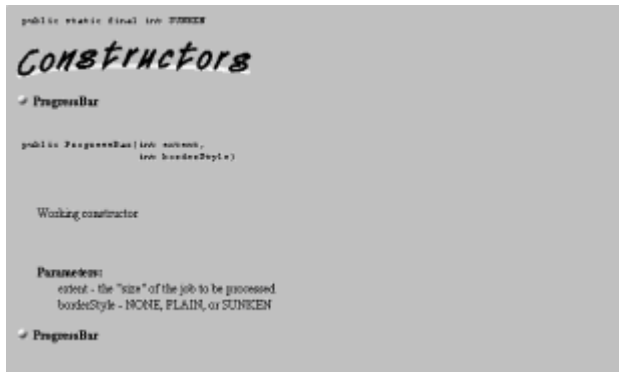 public static final int SUNKEN
Constructors
ProgressBar
public ProgressBar(int extent,
int borderStyle)
Working constructor
Parameters:
extent - the "size" of the job to be processed
borderStyle - NONE, PLAIN, or SUNKEN
ProgressBar